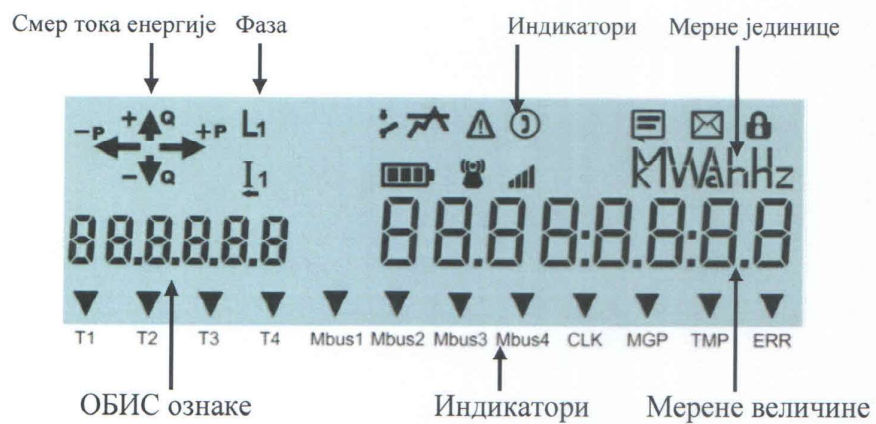 Смер тока енергије Фаза Индикатори Мерне јединице
+ Q
-P +P L1
- Q I1
kMWAhHz
88.8.8.8.8 88.88:8.8:8.8
T1 T2 T3 T4 Mbus1 Mbus2 Mbus3 Mbus4 CLK MGP TMP ERR
ОБИС ознаке Индикатори Мерене величине